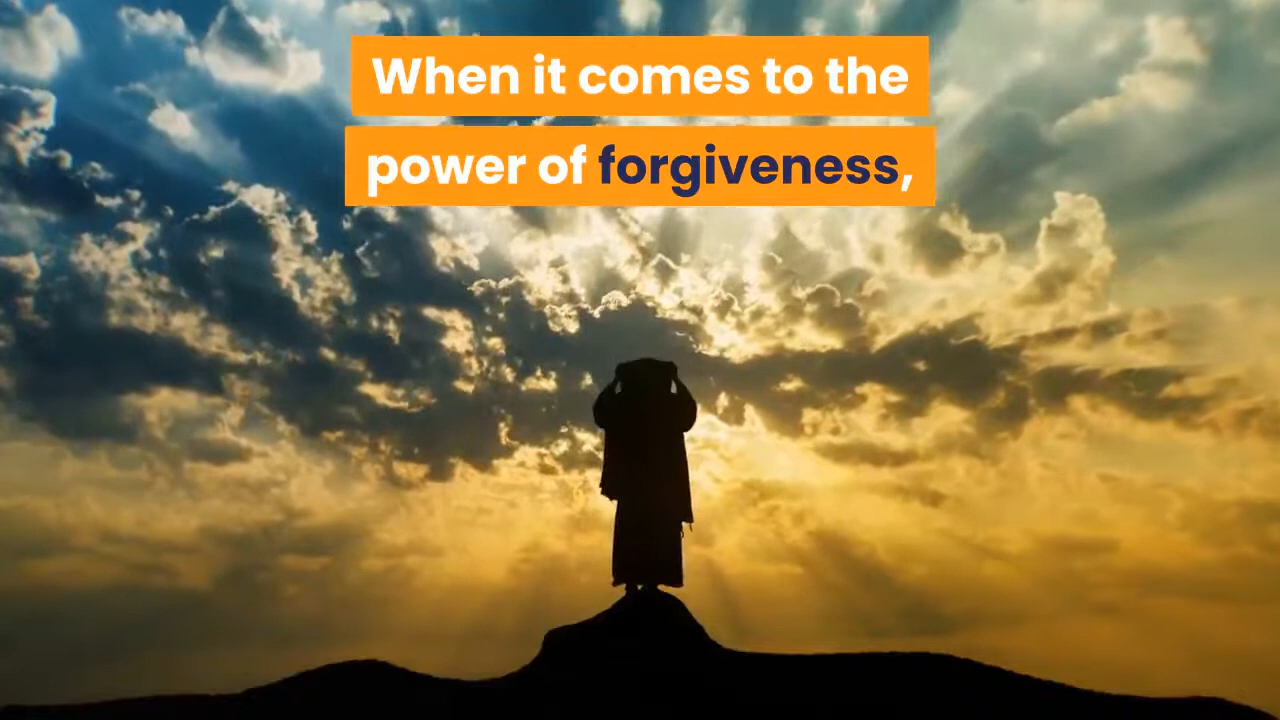 When it comes to the
power of forgiveness,